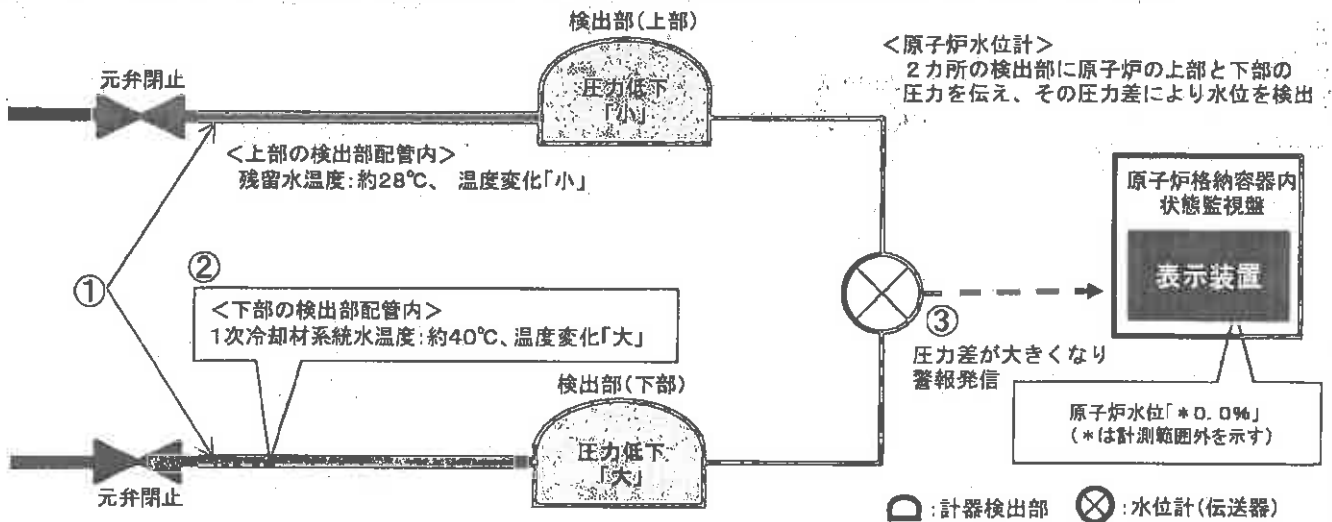 検出部(上部)
元弁閉止
圧力低下
「小」
<原子炉水位計>
2カ所の検出部に原子炉の上部と下部の
圧力を伝え、その圧力差により水位を検出
<上部の検出部配管内>
残留水温度:約28℃、 温度変化「小」
原子炉格納容器内
状態監視盤
表示装置
①
②
<下部の検出部配管内>
1次冷却材系統水温度:約40℃、温度変化「大」
③
圧力差が大きくなり
警報発信
検出部(下部)
圧力低下
「大」
元弁閉止
原子炉水位「*0.0%」
(*は計測範囲外を示す)
:計器検出部
:水位計(伝送器)